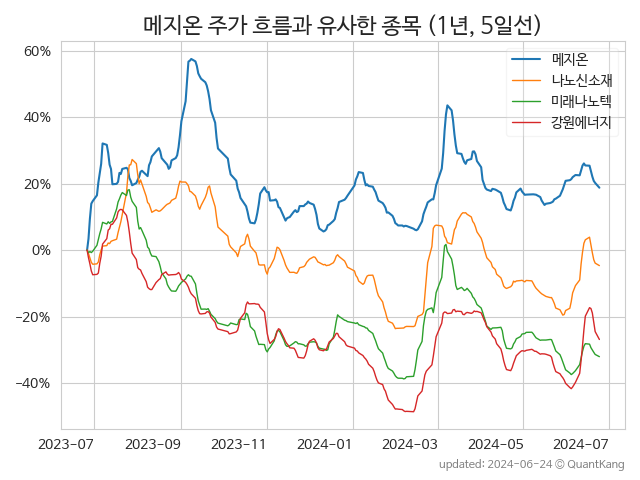 메지온 주가 흐름과 유사한 종목 (1년, 5일선)
메지온
나노신소재
미래나노텍
강원에너지
60%
40%
20%
0%
−20%
−40%
2023-07 2023-09 2023-11 2024-01 2024-03 2024-05 2024-07
updated: 2024-06-24 © QuantKang